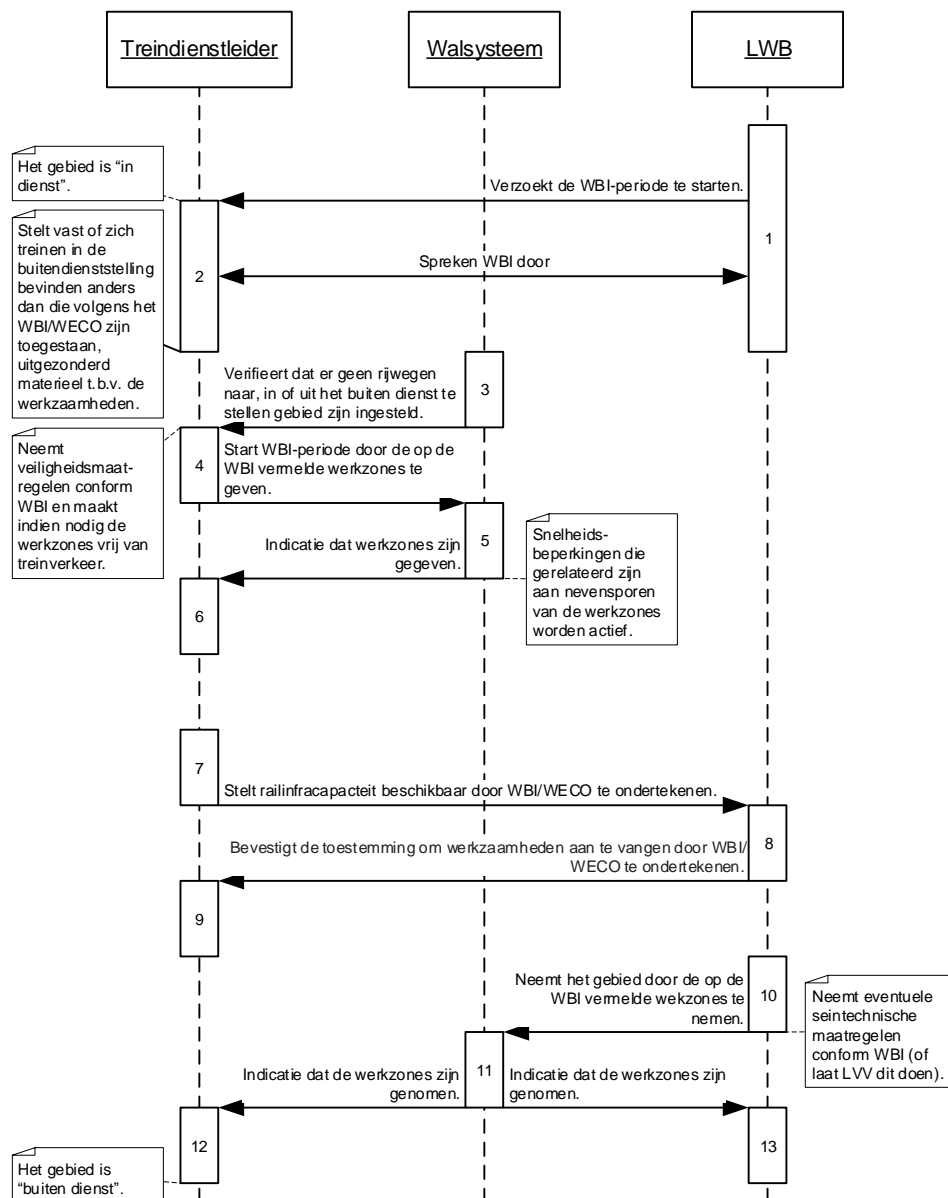 Treindienstleider
Walsysteem
LWB
Het gebied is “in
dienst”.
Verzoekt de WBI-periode te starten.
1
Stelt vast of zich
treinen in de
buitendienststelling
bevinden anders
dan die volgens het
WBI/WECO zijn
toegestaan,
uitgezonderd
materieel t.b.v. de
werkzaamheden.
2
Spreken WBI door
Verifieert dat er geen rijwegen
naar, in of uit het buiten dienst te
stellen gebied zijn ingesteld.
3
Neemt
veiligheidsmaat-
regelen conform
WBI en maakt
indien nodig de
werkzones vrij van
treinverkeer.
4
Start WBI-periode door de op de
WBI vermelde werkzones te
geven.
Indicatie dat werkzones zijn
gegeven.
5
Snelheids-
beperkingen die
gerelateerd zijn
aan nevensporen
van de werkzones
worden actief.
6
7
Stelt railinfracapacteit beschikbaar door WBI/WECO te ondertekenen.
8
Bevestigt de toestemming om werkzaamheden aan te vangen door WBI/
WECO te ondertekenen.
9
Neemt het gebied door de op de
WBI vermelde wekzones te
nemen.
10
Neemt eventuele
seintechnische
maatregelen
conform WBI (of
laat LVV dit doen).
11
Indicatie dat de werkzones zijn
genomen.
Indicatie dat de werkzones zijn
genomen.
12
13
Het gebied is
“buiten dienst”.